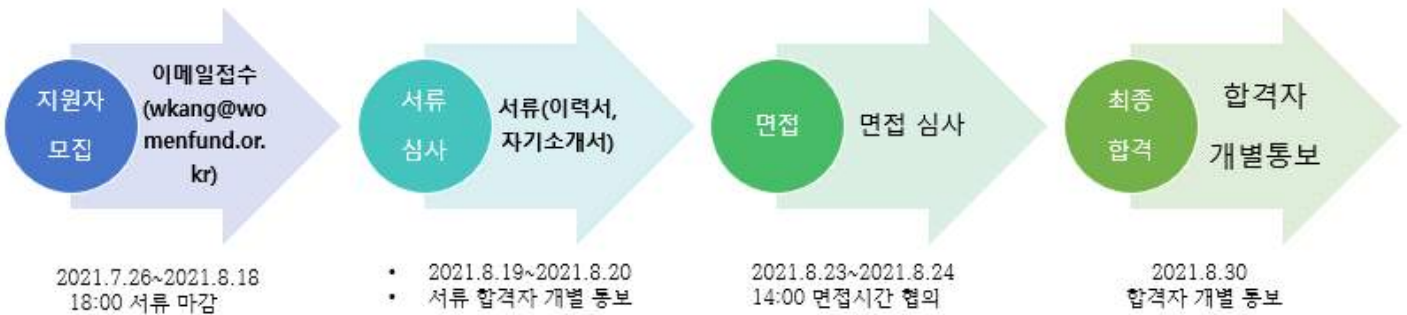 지원자
모집
이메일접수
(wkang@wo
menfund.or.
kr)
2021.7.26~2021.8.18
18:00 서류 마감
서류
심사
서류(이력서,
자기소개서)
• 2021.8.19~2021.8.20
• 서류 합격자 개별 통보
면접
면접 심사
2021.8.23~2021.8.24
14:00 면접시간 협의
최종
합격
합격자
개별통보
2021.8.30
합격자 개별 통보